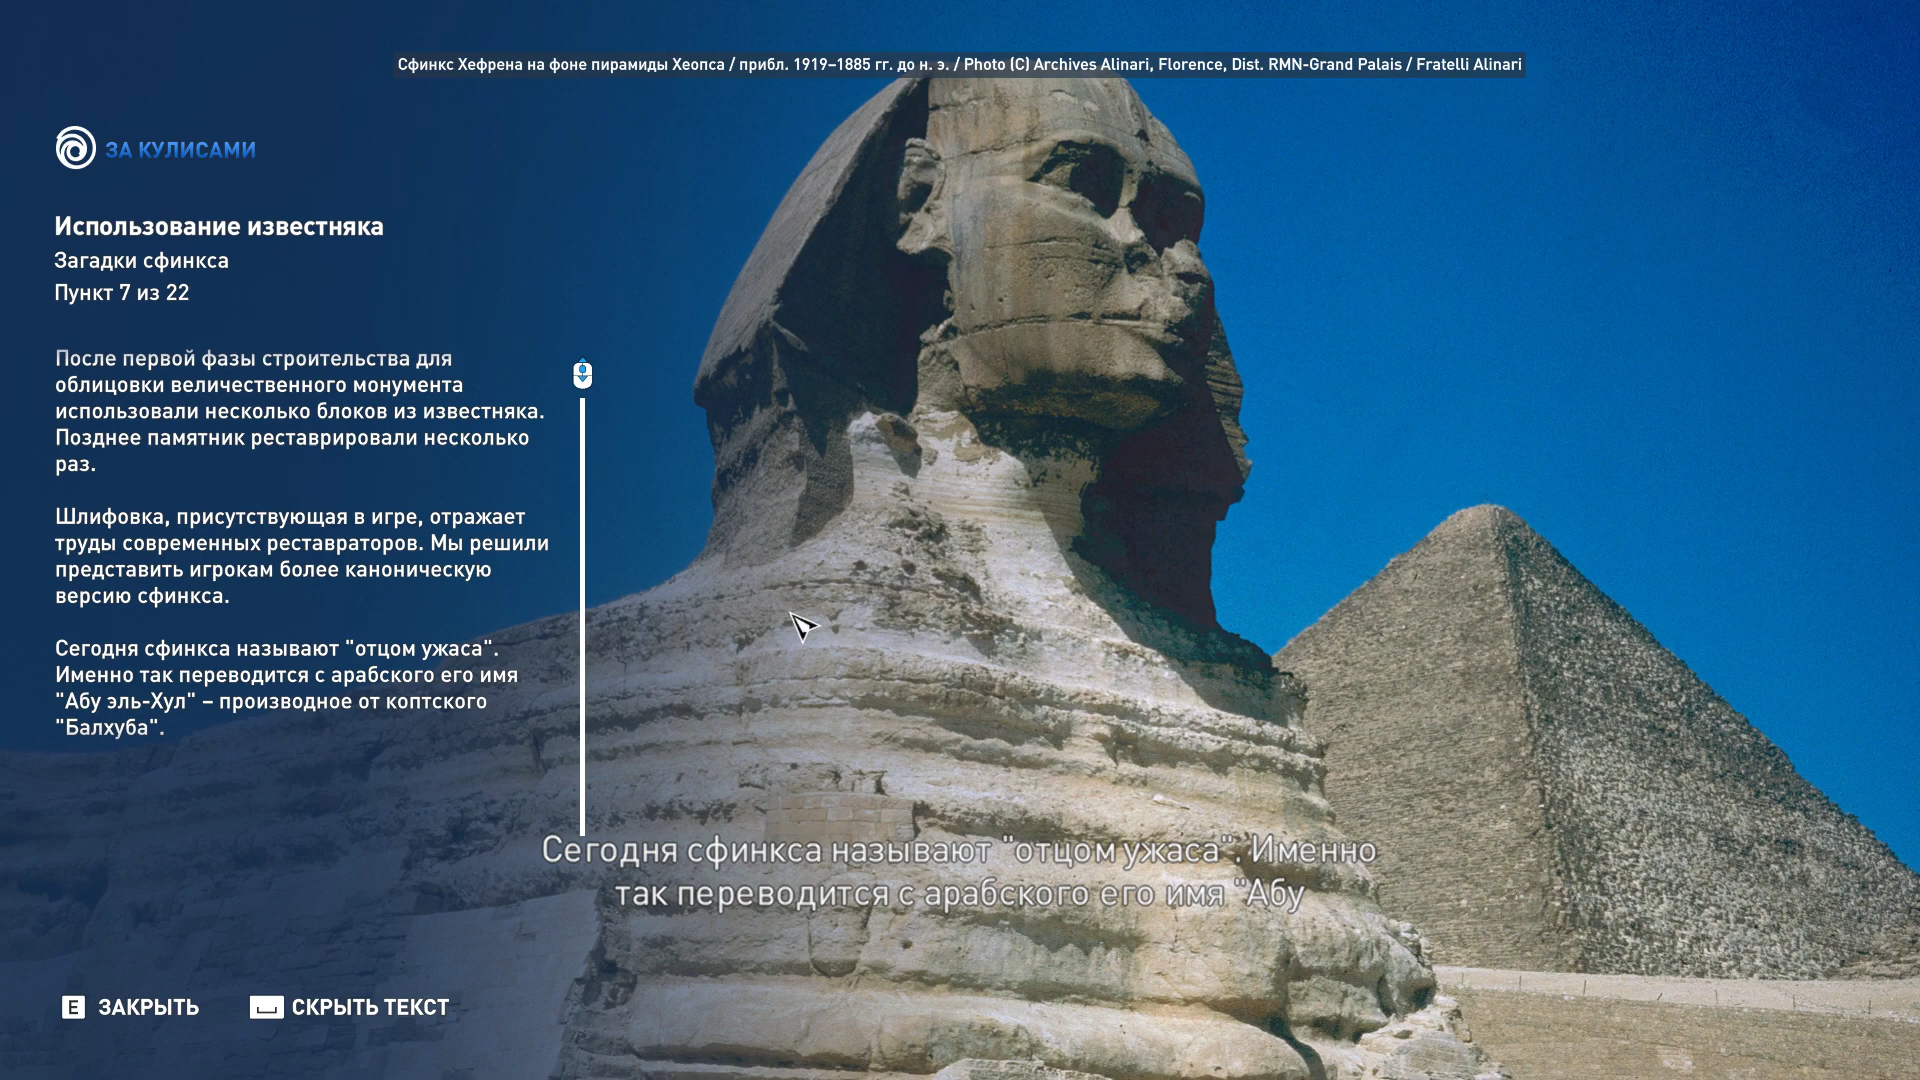 Сфинкс Хефрена на фоне пирамиды Хеопса / прибл. 1919–1885 гг. до н. э. / Photo (C) Archives Alinari, Florence, Dist. RMN-Grand Palais / Fratelli Alinari
ЗА КУЛИСАМИ
Использование известняка
Загадки сфинкса
Пункт 7 из 22
После первой фазы строительства для
облицовки величественного монумента
использовали несколько блоков из известняка.
Позднее памятник реставрировали несколько
раз.
Шлифовка, присутствующая в игре, отражает
труды современных реставраторов. Мы решили
представить игрокам более каноническую
версию сфинкса.
Сегодня сфинкса называют "отцом ужаса".
Именно так переводится с арабского его имя
"Абу эль-Хул" – производное от коптского
"Балхуба".
Сегодня сфинкса называют "отцом ужаса". Именно
так переводится с арабского его имя "Абу
E ЗАКРЫТЬ
СКРЫТЬ ТЕКСТ